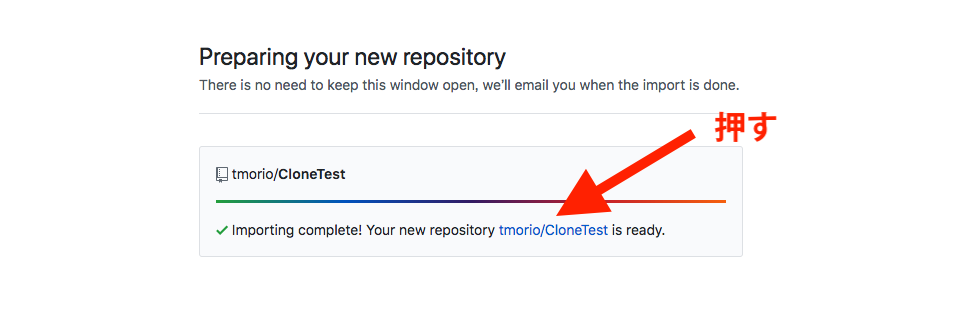 Preparing your new repository
There is no need to keep this window open, we'll email you when the import is done.
押す
tmorio/CloneTest
Importing complete! Your new repository tmorio/CloneTest is ready.